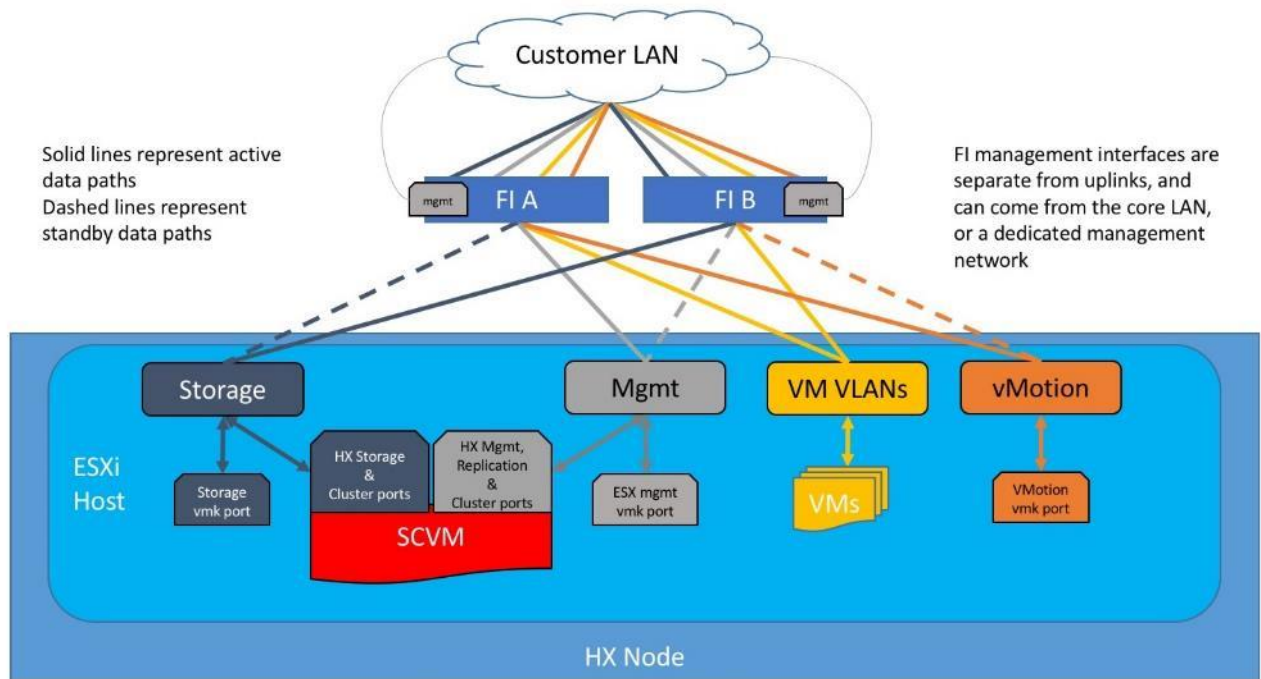 Customer LAN
Solid lines represent active
data paths
Dashed lines represent
standby data paths
FI management interfaces are
separate from uplinks, and
can come from the core LAN,
or a dedicated management
network
mgmt
FI A
FI B
mgmt
Storage
Mgmt
VM VLANs
vMotion
ESXi
Host
Storage
vmk port
HX Storage
&
Cluster ports
HX Mgmt,
Replication
&
Cluster ports
SCVM
ESX mgmt
vmk port
VMs
VMotion
vmk port
HX Node